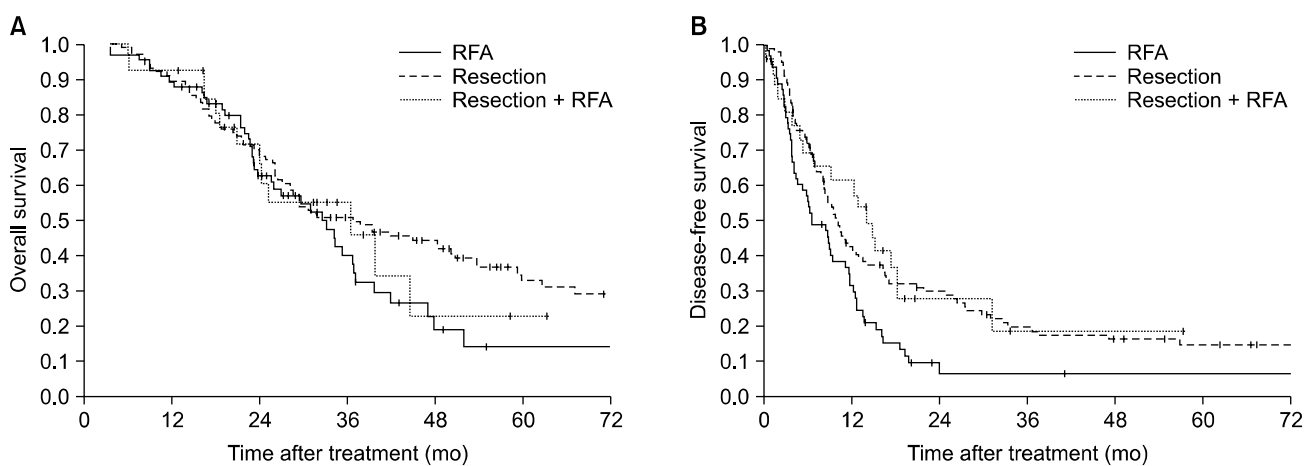 A
Overall survival
1.0
0.9
0.8
0.7
0.6
0.5
0.4
0.3
0.2
0.1
0.0
RFA
Resection
Resection + RFA
0 12 24 36 48 60 72
Time after treatment (mo)
B
Disease-free survival
1.0
0.9
0.8
0.7
0.6
0.5
0.4
0.3
0.2
0.1
0.0
RFA
Resection
Resection + RFA
0 12 24 36 48 60 72
Time after treatment (mo)